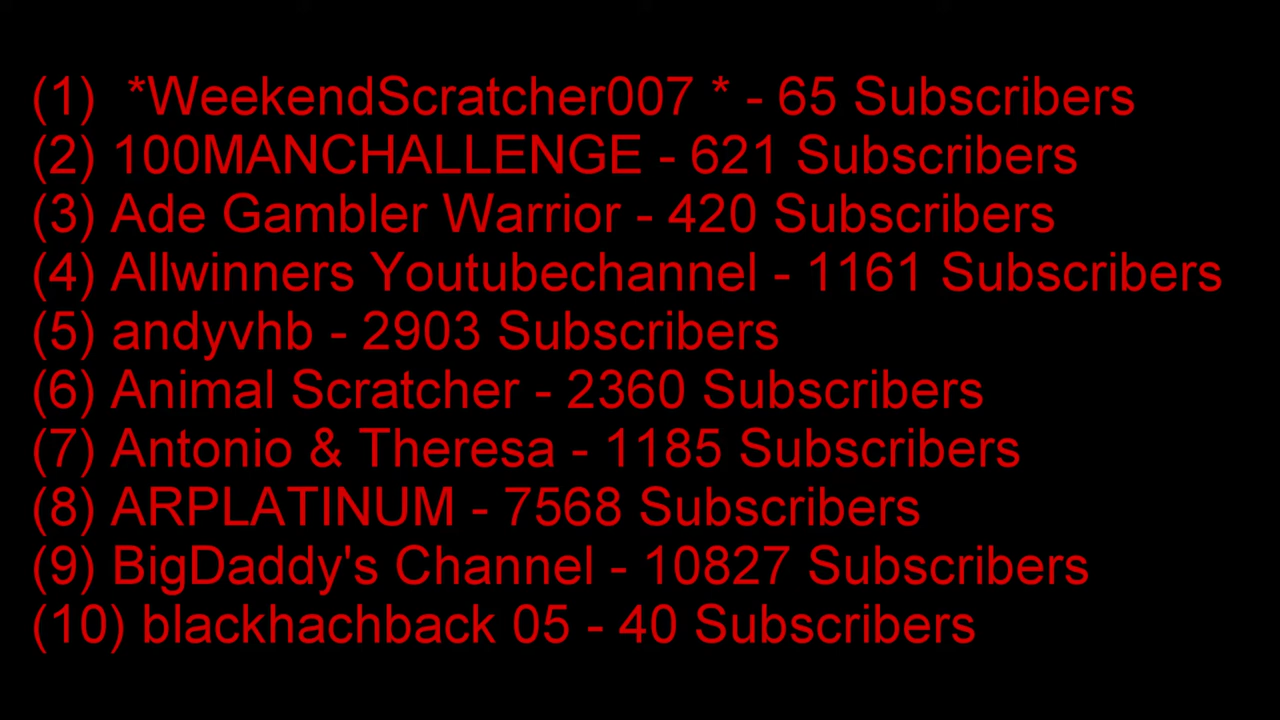 (1)  *WeekendScratcher007 * - 65 Subscribers
(2) 100MANCHALLENGE - 621 Subscribers
(3) Ade Gambler Warrior - 420 Subscribers
(4) Allwinners Youtubechannel - 1161 Subscribers
(5) andyvhb - 2903 Subscribers
(6) Animal Scratcher - 2360 Subscribers
(7) Antonio & Theresa - 1185 Subscribers
(8) ARPLATINUM - 7568 Subscribers
(9) BigDaddy's Channel - 10827 Subscribers
(10) blackhachback 05 - 40 Subscribers